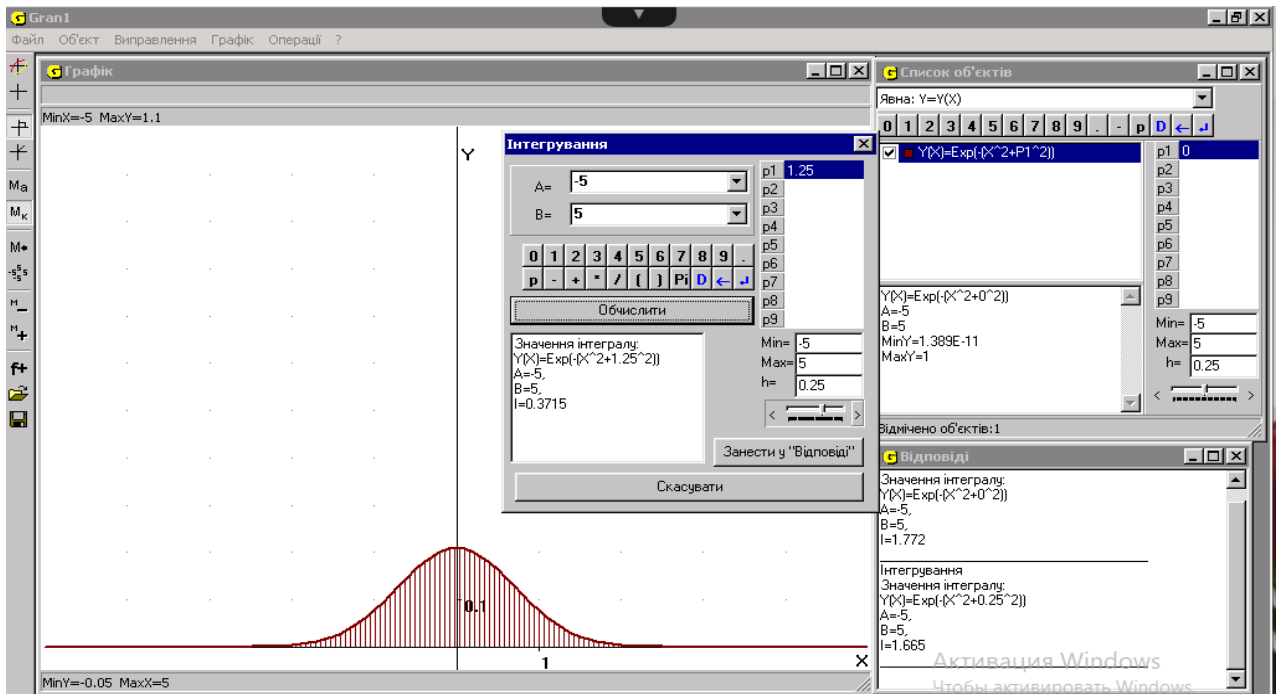 Gran1
Файл Об'єкт Виправлення Графік Операції ?
Графік
MinX=-5 MaxY=1.1
Y
0.1
1
X
MinY=-0.05 MaxX=5
Ma
Mк
M
-s s s
M
M
+
f+
Інтегрування
A= -5
B= 5
0 1 2 3 4 5 6 7 8 9 .
p - + * / ( ) Pi D ← ↲
Обчислити
Значення інтегралу:
Y(X)=Exp(-(X^2+1.25^2))
A=-5,
B=5,
I=0.3715
p1 1.25
p2
p3
p4
p5
p6
p7
p8
p9
Min= -5
Max= 5
h= 0.25
< >
Занести у "Відповіді"
Скасувати
Список об'єктів
Явна: Y=Y(X)
0 1 2 3 4 5 6 7 8 9 . - p D ← ↲
Y(X)=Exp(-(X^2+P1^2))
p1 0
p2
p3
p4
p5
p6
p7
p8
p9
Y(X)=Exp(-(X^2+0^2))
A=-5
B=5
MinY=1.389E-11
MaxY=1
Min= -5
Max= 5
h= 0.25
< >
Відмічено об'єктів:1
Відповіді
Значення інтегралу:
Y(X)=Exp(-(X^2+0^2))
A=-5,
B=5,
I=1.772
Інтегрування
Значення інтегралу:
Y(X)=Exp(-(X^2+0.25^2))
A=-5,
B=5,
I=1.665
Активация Windows
Чтобы активировать Windows